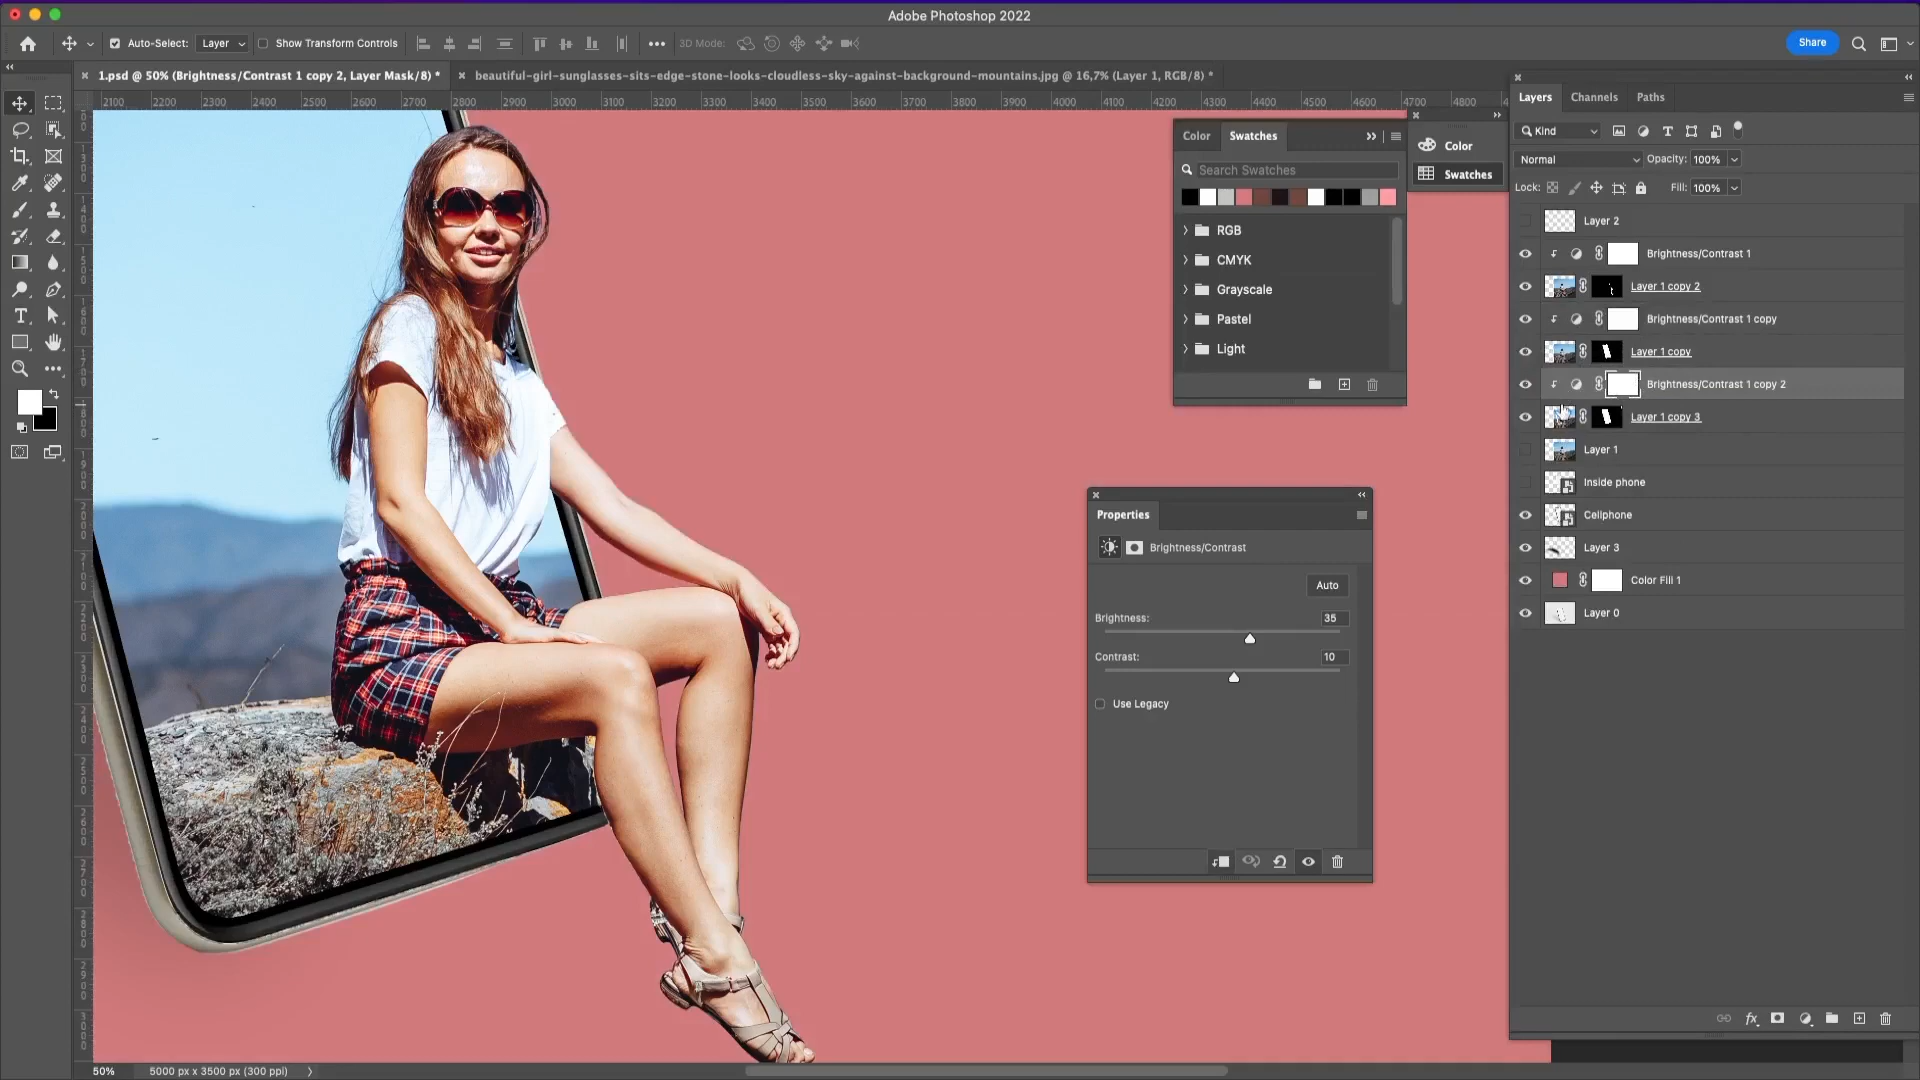 Adobe Photoshop 2022
Auto-Select: Layer Show Transform Controls 3D Mode: Share
1.psd @ 50% (Brightness/Contrast 1 copy 2, Layer Mask/8) *
beautiful-girl-sunglasses-sits-edge-stone-looks-cloudless-sky-against-background-mountains.jpg @ 16,7% (Layer 1, RGB/8) *
2100 2200 2300 2400 2500 2600 2700 2800 2900 3000 3100 3200 3300 3400 3500 3600 3700 3800 3900 4000 4100 4200 4300 4400 4500 4600 4700 4800
Color Swatches
Search Swatches
RGB
CMYK
Grayscale
Pastel
Light
Color
Swatches
Properties
Brightness/Contrast
Auto
Brightness: 35
Contrast: 10
Use Legacy
Layers Channels Paths
Kind
Normal Opacity: 100%
Lock: Fill: 100%
Layer 2
Brightness/Contrast 1
Layer 1 copy 2
Brightness/Contrast 1 copy
Layer 1 copy
Brightness/Contrast 1 copy 2
Layer 1 copy 3
Layer 1
Inside phone
Cellphone
Layer 3
Color Fill 1
Layer 0
50% 5000 px x 3500 px (300 ppi)